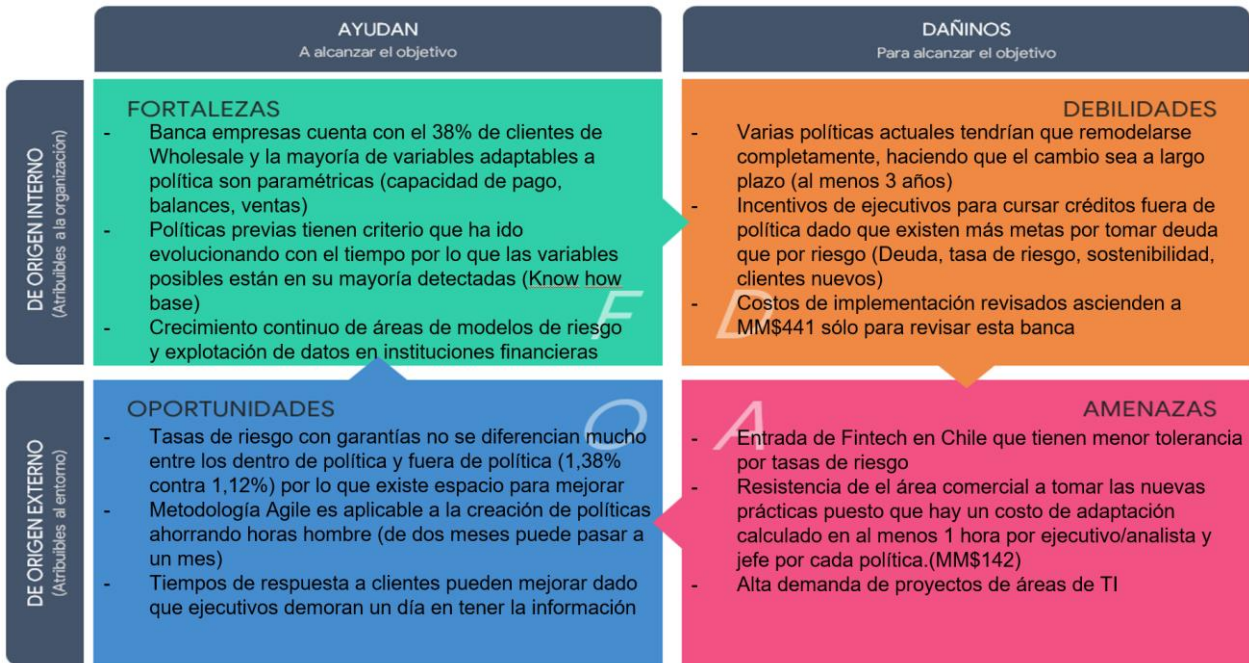 AYUDAN
A alcanzar el objetivo
DAÑINOS
Para alcanzar el objetivo
DE ORIGEN INTERNO
(Atribuibles a la organización)
FORTALEZAS
- Banca empresas cuenta con el 38% de clientes de
Wholesale y la mayoría de variables adaptables a
política son paramétricas (capacidad de pago,
balances, ventas)
- Políticas previas tienen criterio que ha ido
evolucionando con el tiempo por lo que las variables
posibles están en su mayoría detectadas (Know how
base)
- Crecimiento continuo de áreas de modelos de riesgo
y explotación de datos en instituciones financieras
F
DEBILIDADES
- Varias políticas actuales tendrían que remodelarse
completamente, haciendo que el cambio sea a largo
plazo (al menos 3 años)
- Incentivos de ejecutivos para cursar créditos fuera de
política dado que existen más metas por tomar deuda
que por riesgo (Deuda, tasa de riesgo, sostenibilidad,
clientes nuevos)
- Costos de implementación revisados ascienden a
MM$441 sólo para revisar esta banca
D
DE ORIGEN EXTERNO
(Atribuibles al entorno)
OPORTUNIDADES
- Tasas de riesgo con garantías no se diferencian mucho
entre los dentro de política y fuera de política (1,38%
contra 1,12%) por lo que existe espacio para mejorar
- Metodología Agile es aplicable a la creación de políticas
ahorrando horas hombre (de dos meses puede pasar a
un mes)
- Tiempos de respuesta a clientes pueden mejorar dado
que ejecutivos demoran un día en tener la información
O
AMENAZAS
- Entrada de Fintech en Chile que tienen menor tolerancia
por tasas de riesgo
- Resistencia de el área comercial a tomar las nuevas
prácticas puesto que hay un costo de adaptación
calculado en al menos 1 hora por ejecutivo/analista y
jefe por cada política.(MM$142)
- Alta demanda de proyectos de áreas de TI
A